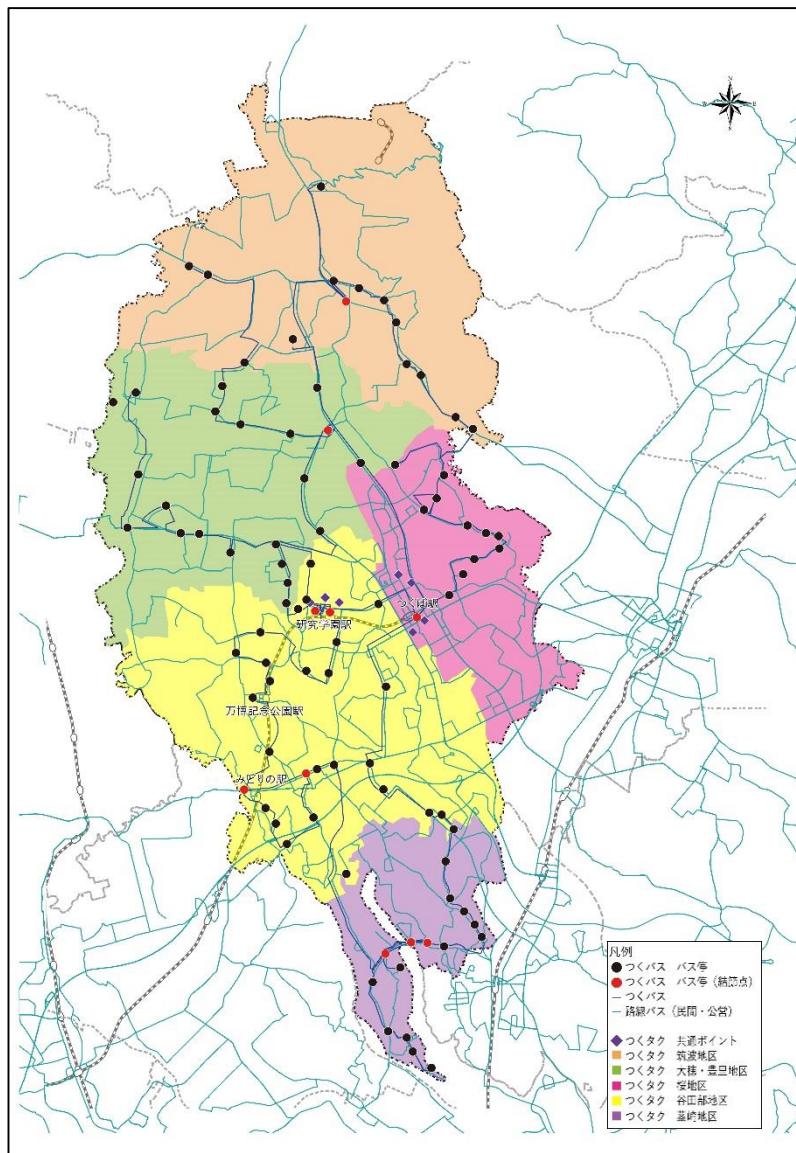 N
W
E
S
つくば駅
研究学園駅
万博記念公園駅
みどりの駅
凡例
つくバス バス停
つくバス バス停(結節点)
つくバス
路線バス(民間・公営)
つくタク 共通ポイント
つくタク 筑波地区
つくタク 大穂・豊里地区
つくタク 桜地区
つくタク 谷田部地区
つくタク 茎崎地区